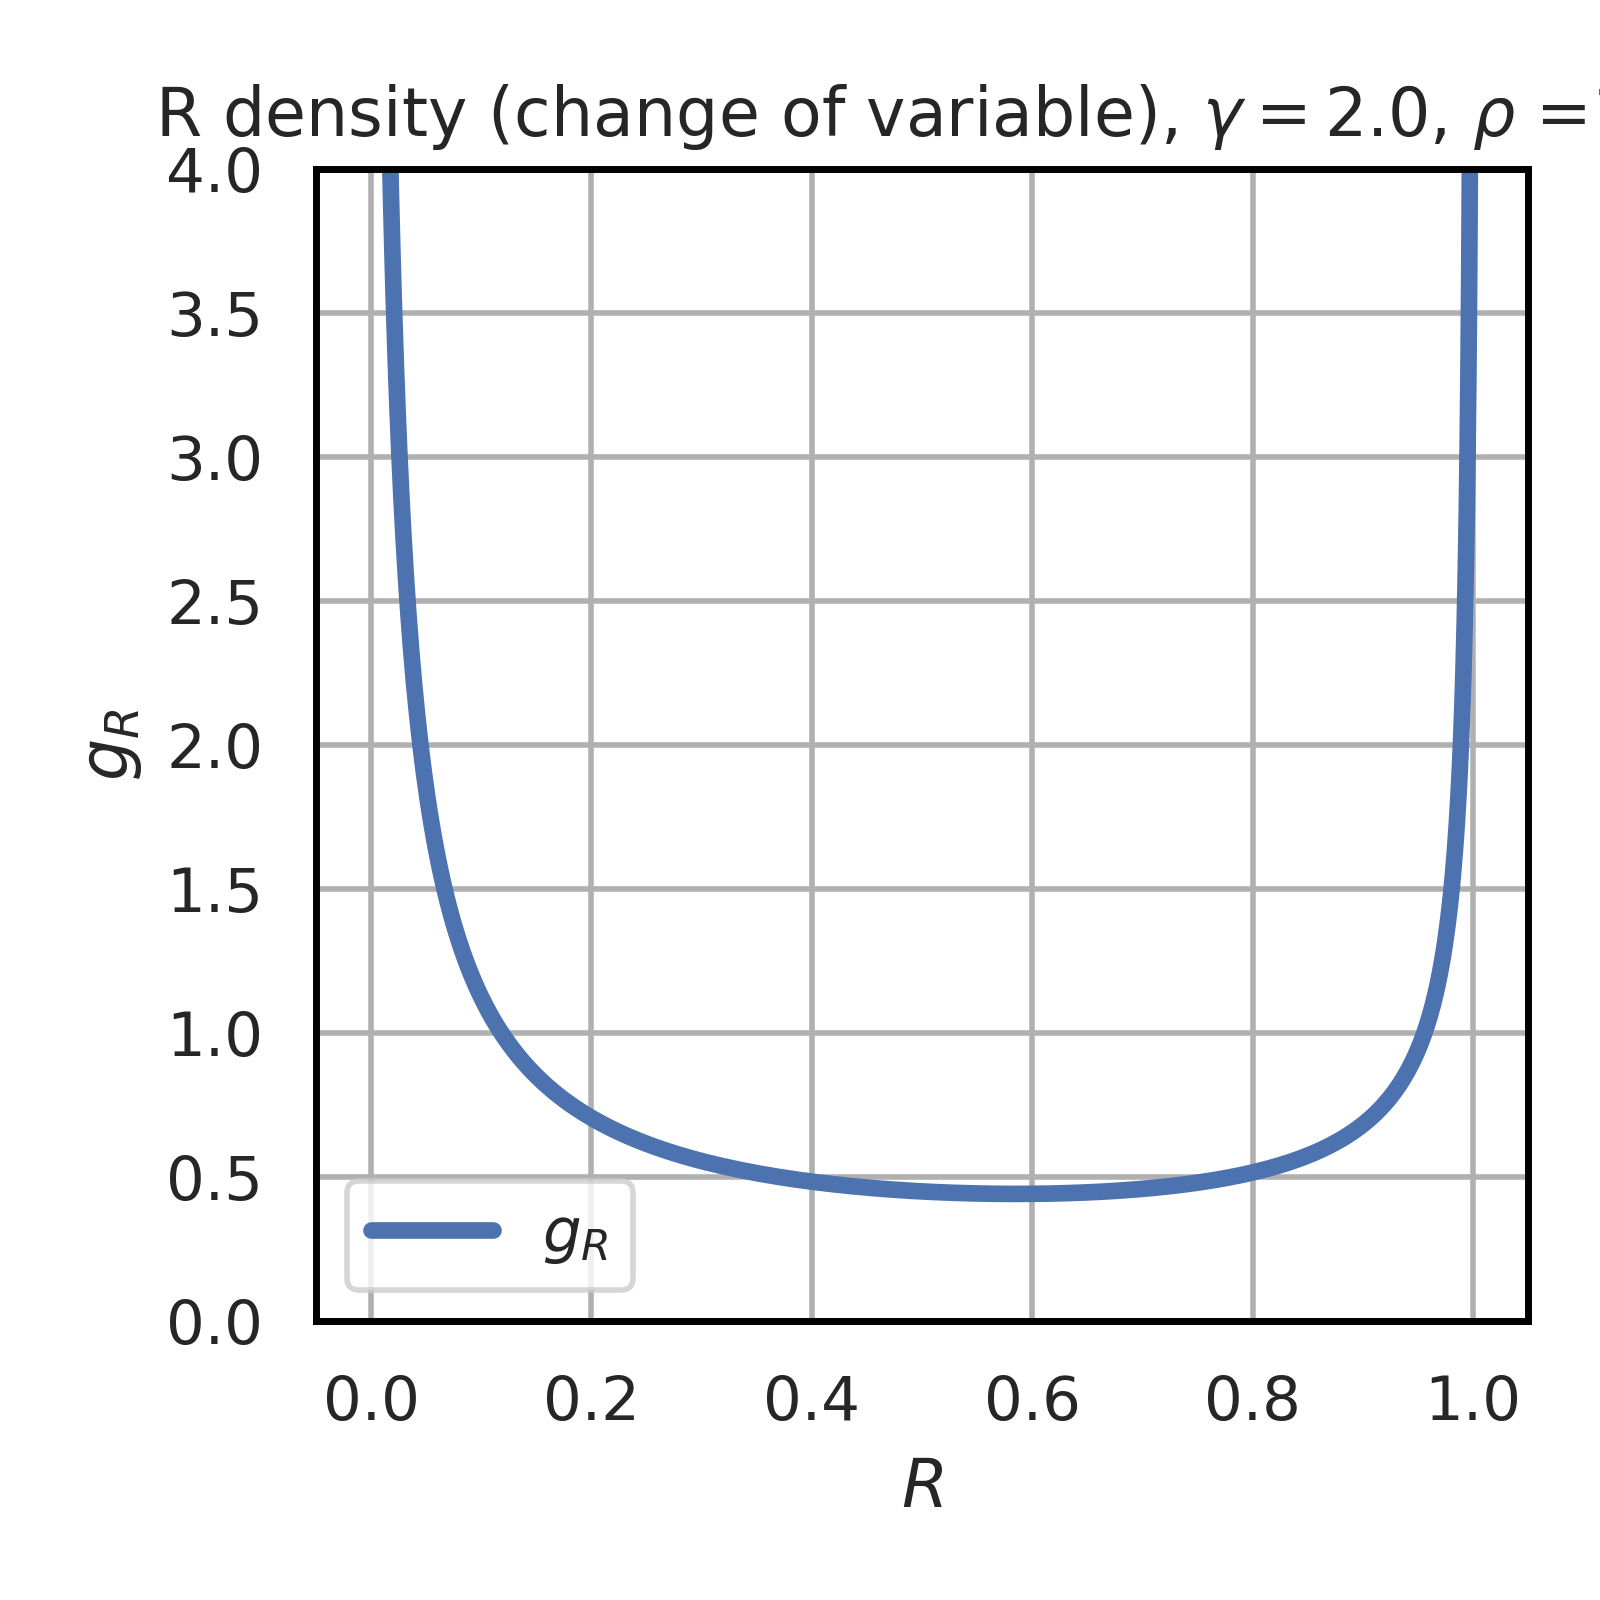 R density (change of variable), γ = 2.0, ρ =
4.0
3.5
3.0
2.5
2.0
1.5
1.0
0.5
0.0
g_R
g_R
0.0 0.2 0.4 0.6 0.8 1.0
R